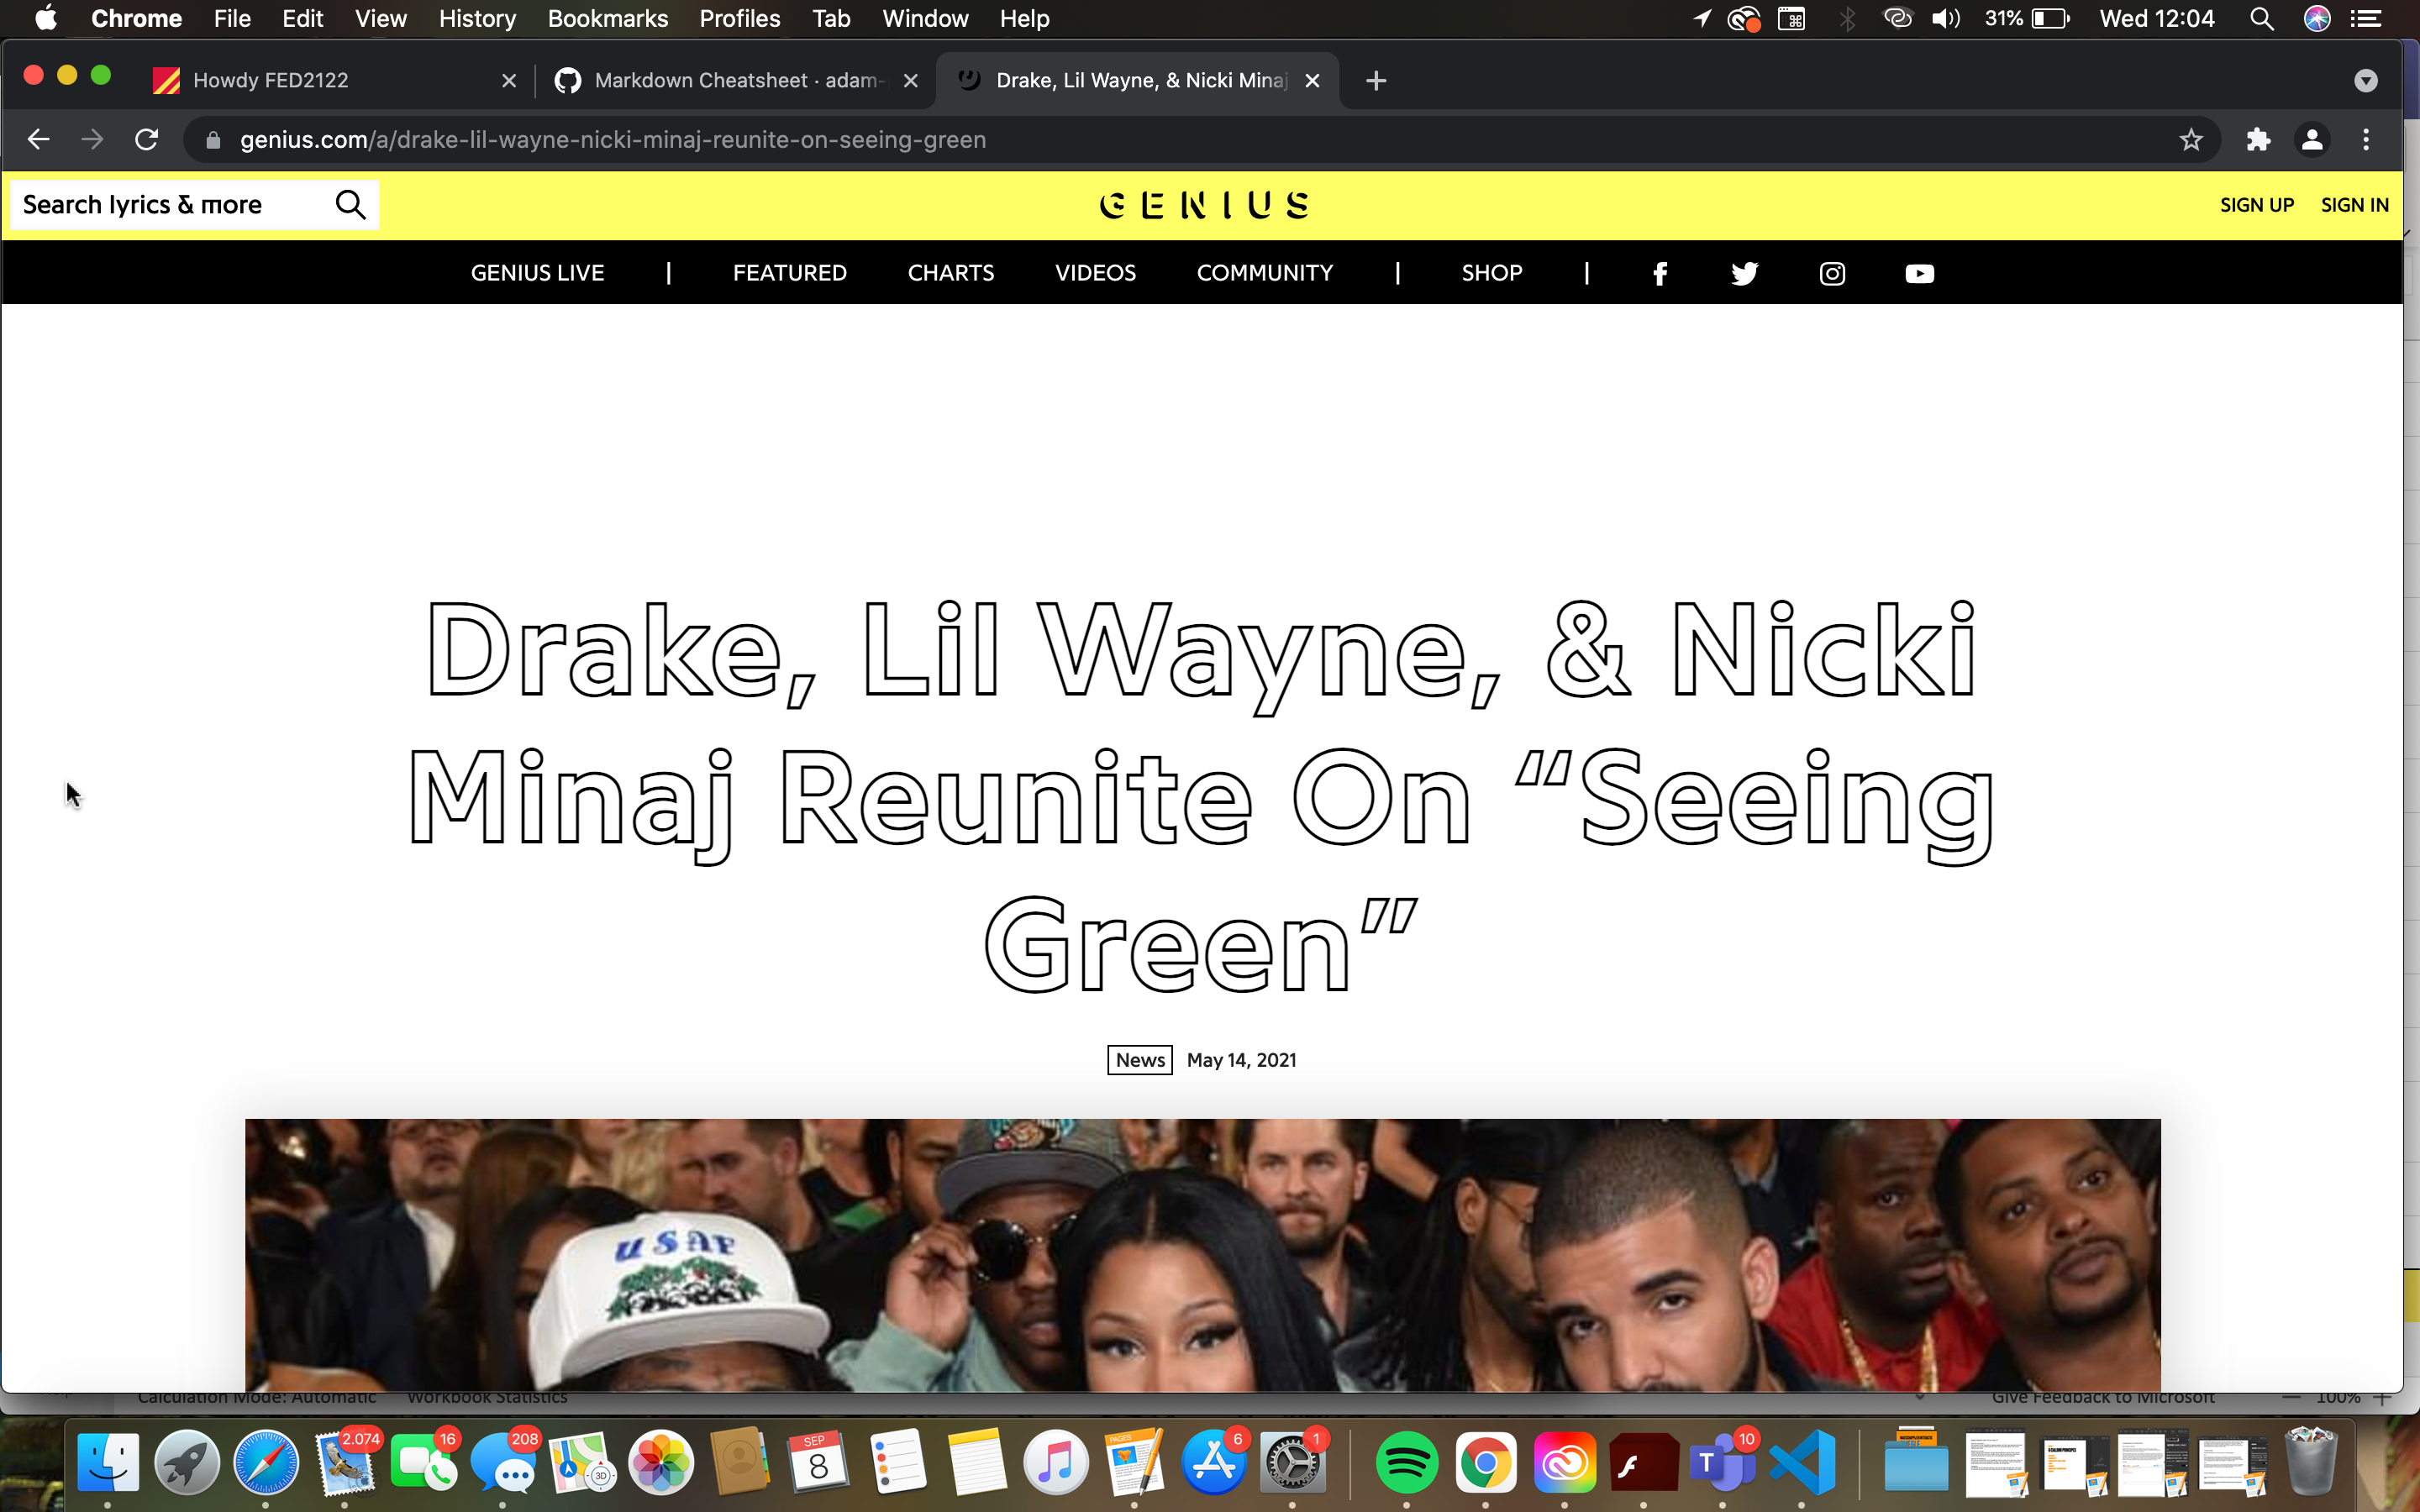 Chrome File Edit View History Bookmarks Profiles Tab Window Help 31% Wed 12:04
Howdy FED2122 Markdown Cheatsheet · adam- Drake, Lil Wayne, & Nicki Minaj
genius.com/a/drake-lil-wayne-nicki-minaj-reunite-on-seeing-green
Search lyrics & more GENIUS SIGN UP SIGN IN
GENIUS LIVE | FEATURED CHARTS VIDEOS COMMUNITY | SHOP |
Drake, Lil Wayne, & Nicki
Minaj Reunite On “Seeing
Green”
News May 14, 2021
USAF
Calculation Mode: Automatic Workbook Statistics Give Feedback to Microsoft 100%
2.074 16 208 SEP 8 PAGES 6 1 10
3D T